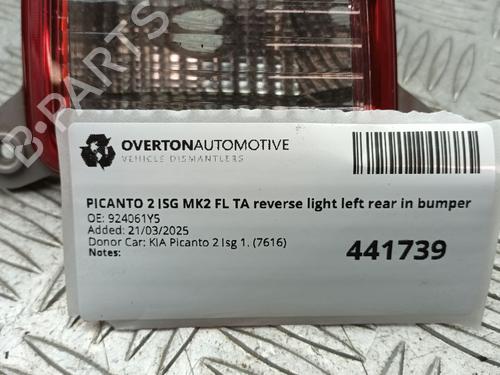 OVERTONAUTOMOTIVE
VEHICLE DISMANTLERS
PICANTO 2 ISG MK2 FL TA reverse light left rear in bumper
OE: 924061Y5
Added: 21/03/2025
Donor Car: KIA Picanto 2 Isg 1, (7616)
Notes:
441739
B-PARTS